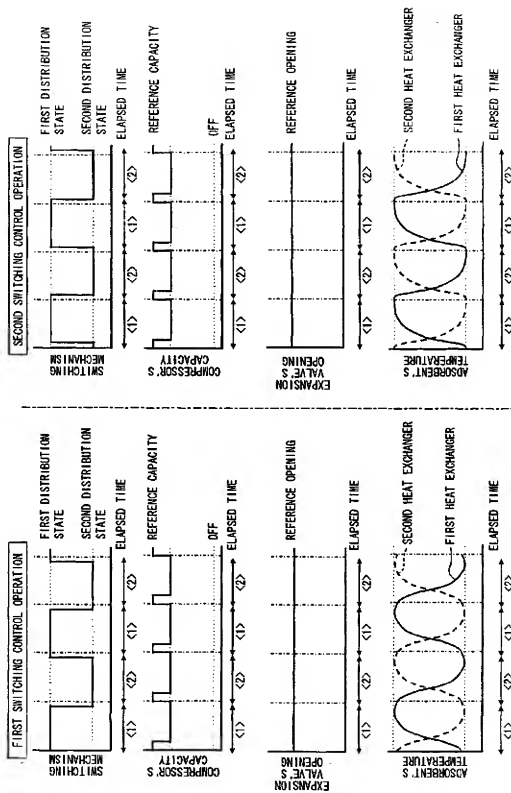 FIRST SWITCHING CONTROL OPERATION
SWITCHING
MECHANISM
FIRST DISTRIBUTION
STATE
SECOND DISTRIBUTION
STATE
ELAPSED TIME
<1>
<2>
<1>
<2>
COMPRESSOR'S
CAPACITY
REFERENCE CAPACITY
OFF
ELAPSED TIME
<1>
<2>
<1>
<2>
EXPANSION
VALVE'S
OPENING
REFERENCE OPENING
ELAPSED TIME
<1>
<2>
<1>
<2>
ADSORBENT'S
TEMPERATURE
SECOND HEAT EXCHANGER
FIRST HEAT EXCHANGER
ELAPSED TIME
<1>
<2>
<1>
<2>
SECOND SWITCHING CONTROL OPERATION
SWITCHING
MECHANISM
FIRST DISTRIBUTION
STATE
SECOND DISTRIBUTION
STATE
ELAPSED TIME
<1>
<2>
<1>
<2>
COMPRESSOR'S
CAPACITY
REFERENCE CAPACITY
OFF
ELAPSED TIME
<1>
<2>
<1>
<2>
EXPANSION
VALVE'S
OPENING
REFERENCE OPENING
ELAPSED TIME
<1>
<2>
<1>
<2>
ADSORBENT'S
TEMPERATURE
SECOND HEAT EXCHANGER
FIRST HEAT EXCHANGER
ELAPSED TIME
<1>
<2>
<1>
<2>